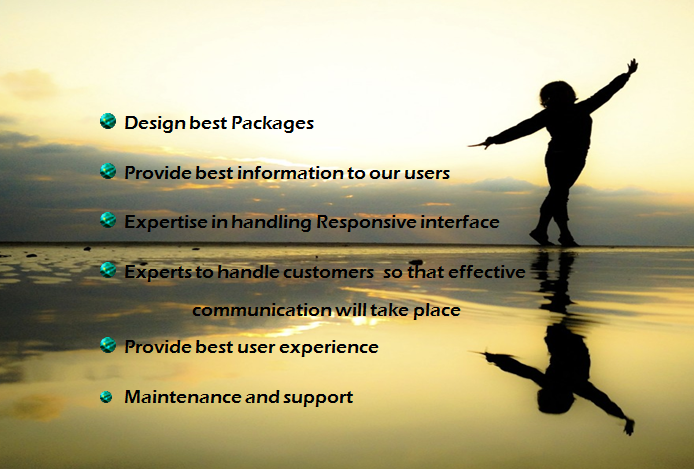 Design best Packages
Provide best information to our users
Expertise in handling Responsive interface
Experts to handle customers so that effective
communication will take place
Provide best user experience
Maintenance and support